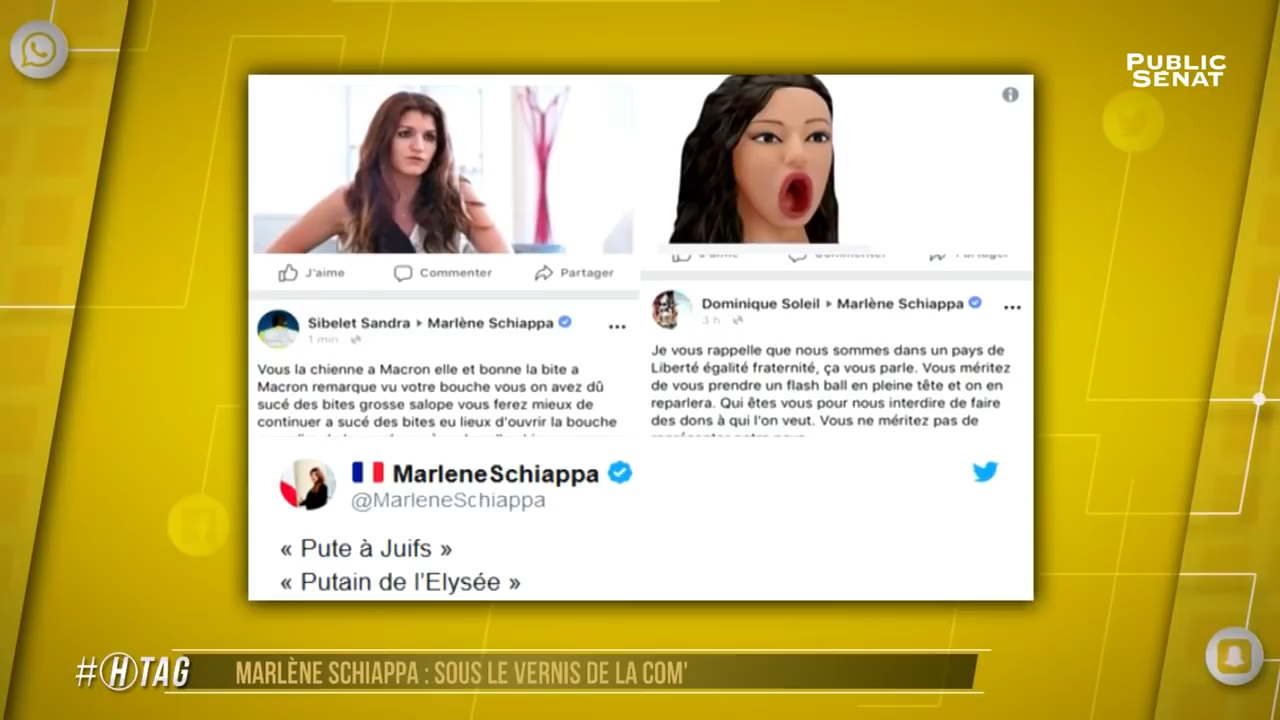 PUBLIC
SÉNAT
J'aime
Commenter
Partager
Sibelet Sandra ‣ Marlène Schiappa
1 min
Vous la chienne a Macron elle et bonne la bite a
Macron remarque vu votre bouche vous on avez dû
sucé des bites grosse salope vous ferez mieux de
continuer a sucé des bites eu lieux d'ouvrir la bouche
J'aime
Commenter
Partager
Dominique Soleil ‣ Marlène Schiappa
3 h
Je vous rappelle que nous sommes dans un pays de
Liberté égalité fraternité, ça vous parle. Vous méritez
de vous prendre un flash ball en pleine tête et on en
reparlera. Qui êtes vous pour nous interdire de faire
des dons à qui l'on veut. Vous ne méritez pas de
MarleneSchiappa
@MarleneSchiappa
« Pute à Juifs »
« Putain de l'Elysée »
#HTAG
MARLÈNE SCHIAPPA : SOUS LE VERNIS DE LA COM'